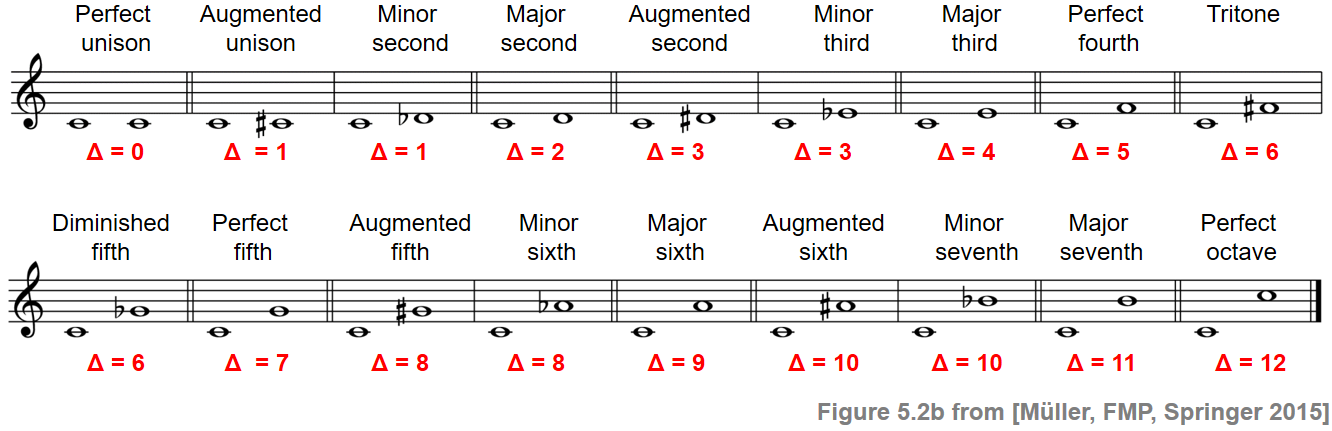 Perfect Augmented Minor Major Augmented Minor Major Perfect Tritone
unison unison second second second third third fourth
Δ = 0 Δ = 1 Δ = 1 Δ = 2 Δ = 3 Δ = 3 Δ = 4 Δ = 5 Δ = 6
Diminished Perfect Augmented Minor Major Augmented Minor Major Perfect
fifth fifth fifth sixth sixth sixth seventh seventh octave
Δ = 6 Δ = 7 Δ = 8 Δ = 8 Δ = 9 Δ = 10 Δ = 10 Δ = 11 Δ = 12
Figure 5.2b from [Müller, FMP, Springer 2015]